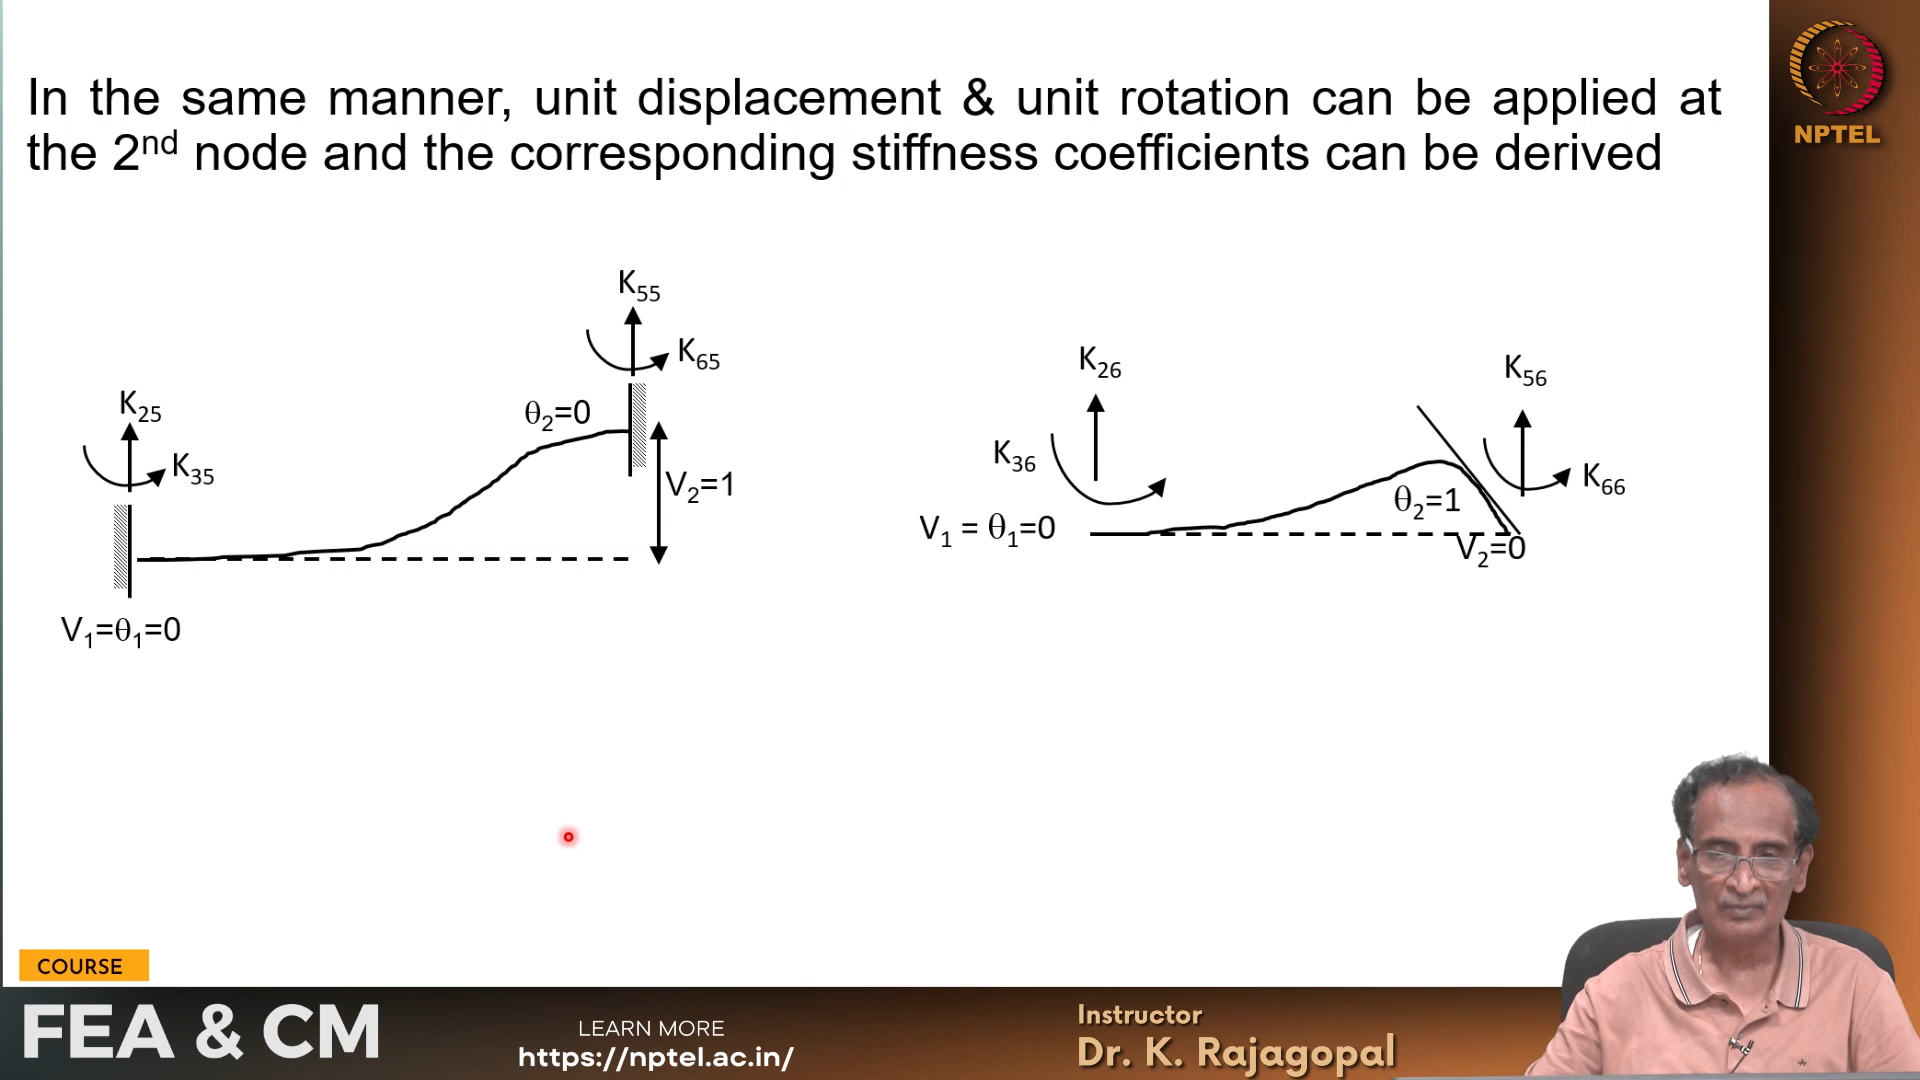 In the same manner, unit displacement & unit rotation can be applied at
the 2nd node and the corresponding stiffness coefficients can be derived
NPTEL
K55
K65
K25
K35
θ2=0
V2=1
V1=θ1=0
K26
K56
K36
K66
θ2=1
V1 = θ1=0
V2=0
COURSE
FEA & CM
LEARN MORE
https://nptel.ac.in/
Instructor
Dr. K. Rajagopal